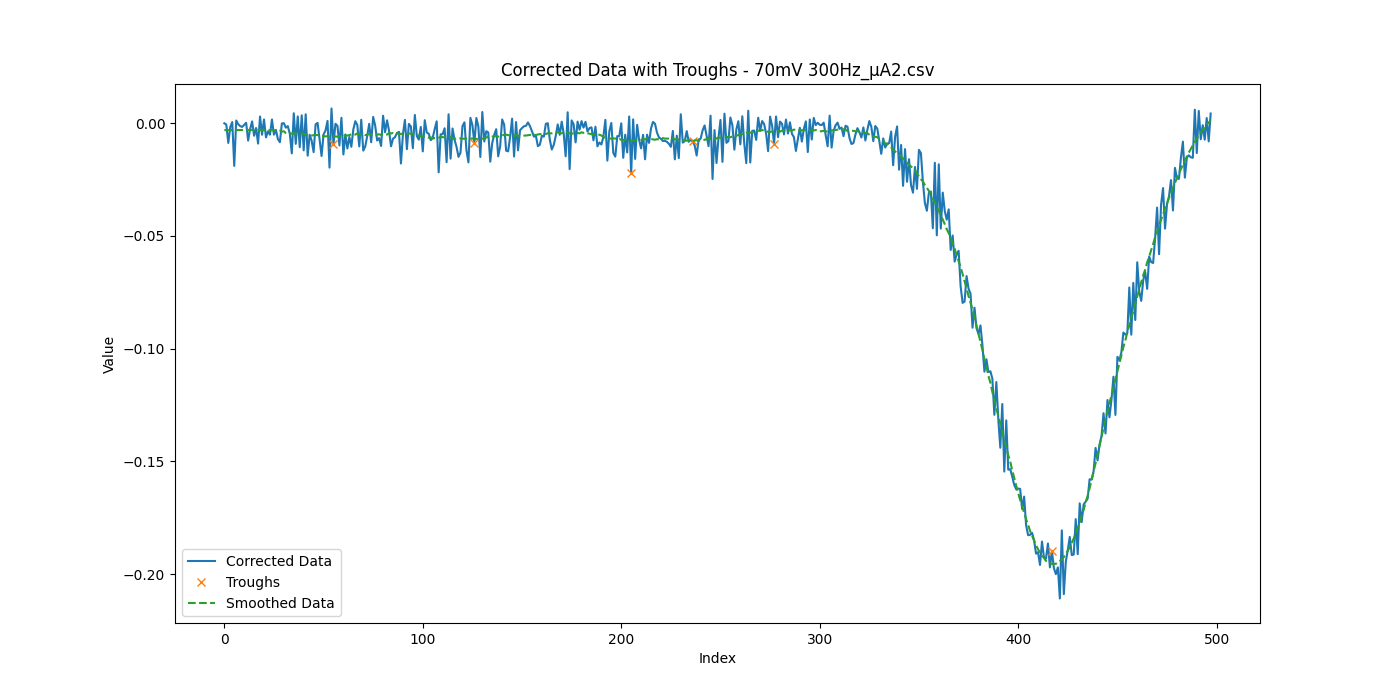 Corrected Data with Troughs - 70mV 300Hz_µA2.csv
0.00
−0.05
−0.10
−0.15
−0.20
Value
Corrected Data
Troughs
Smoothed Data
0 100 200 300 400 500
Index